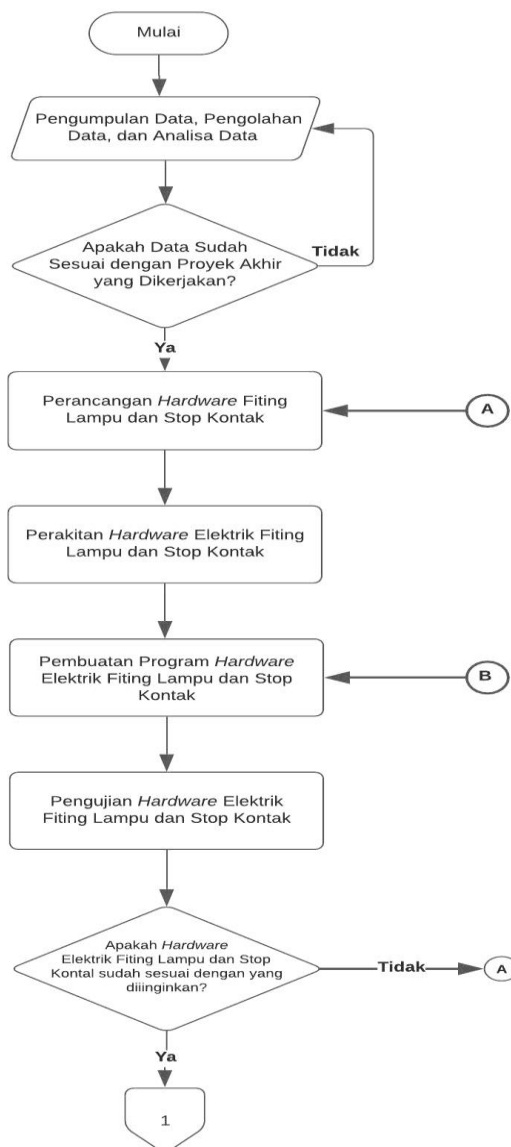 Mulai
Pengumpulan Data, Pengolahan
Data, dan Analisa Data
Apakah Data Sudah
Sesuai dengan Proyek Akhir
yang Dikerjakan?
Tidak
Ya
Perancangan Hardware Fiting
Lampu dan Stop Kontak
A
Perakitan Hardware Elektrik Fiting
Lampu dan Stop Kontak
Pembuatan Program Hardware
Elektrik Fiting Lampu dan Stop
Kontak
B
Pengujian Hardware Elektrik
Fiting Lampu dan Stop Kontak
Apakah Hardware
Elektrik Fiting Lampu dan Stop
Kontal sudah sesuai dengan yang
diiinginkan?
Tidak
A
Ya
1